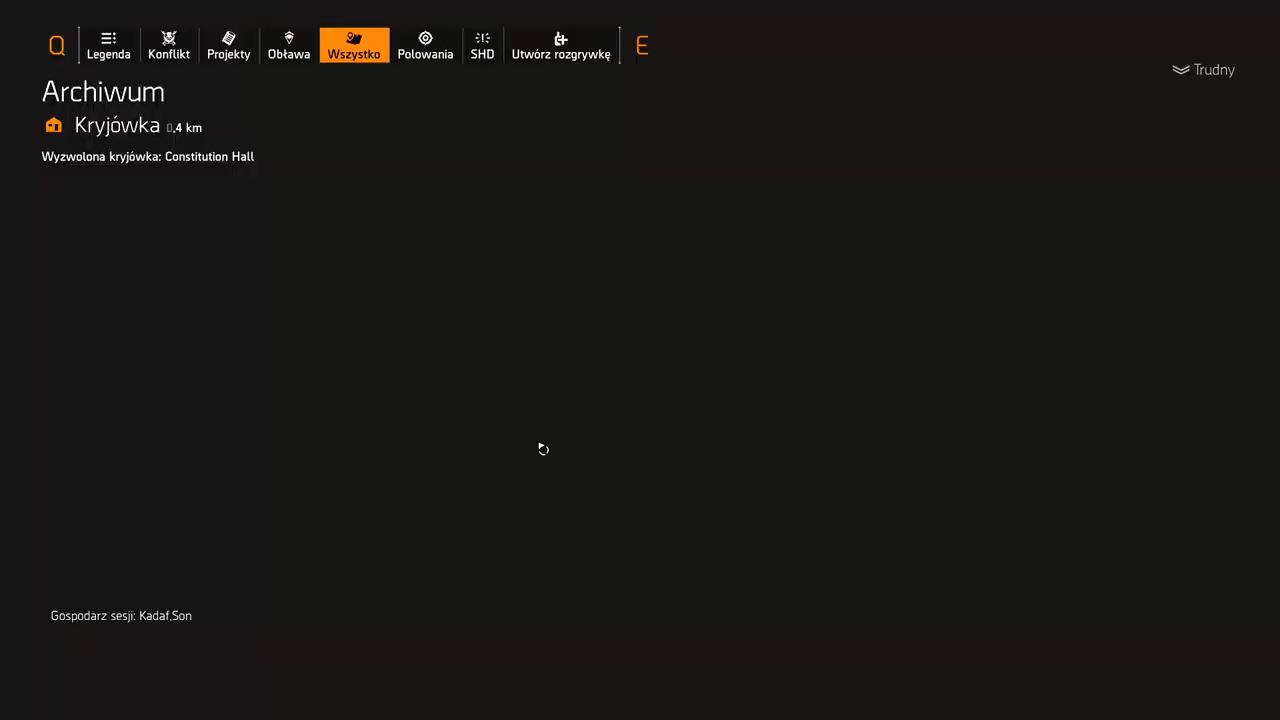 Q
Legenda
Konflikt
Projekty
Obława
Wszystko
Polowania
SHD
Utwórz rozgrywkę
E
Trudny
Archiwum
Kryjówka ,4 km
Wyzwolona kryjówka: Constitution Hall
Gospodarz sesji: Kadaf.Son